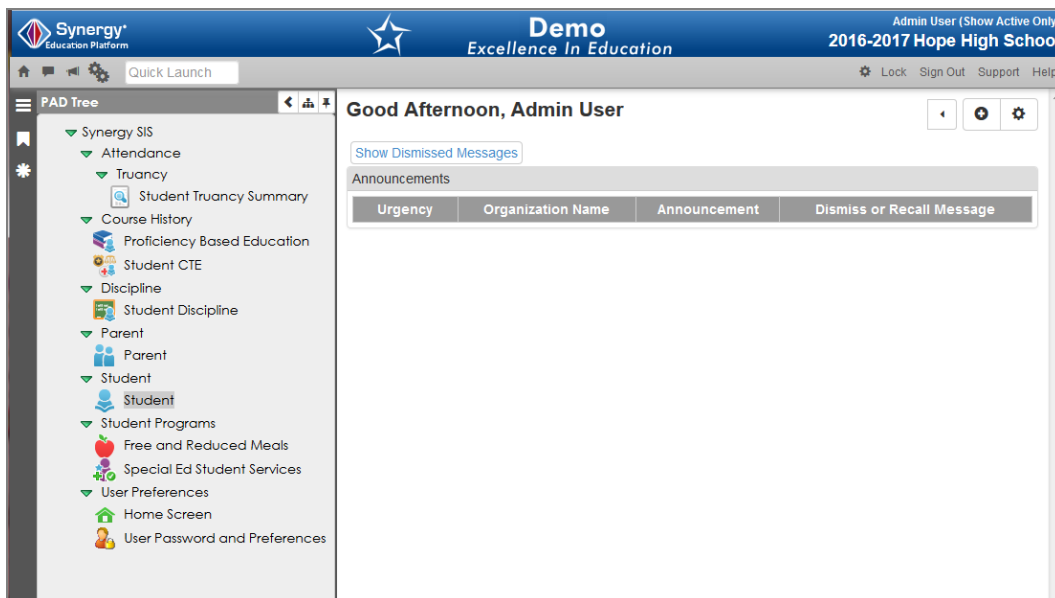 Synergy
Education Platform
Demo
Excellence In Education
Admin User (Show Active Only
2016-2017 Hope High Schoo
Quick Launch
Lock Sign Out Support Help
PAD Tree
Synergy SIS
Attendance
Truancy
Student Truancy Summary
Course History
Proficiency Based Education
Student CTE
Discipline
Student Discipline
Parent
Parent
Student
Student
Student Programs
Free and Reduced Meals
Special Ed Student Services
User Preferences
Home Screen
User Password and Preferences
Good Afternoon, Admin User
Show Dismissed Messages
Announcements
Urgency Organization Name Announcement Dismiss or Recall Message